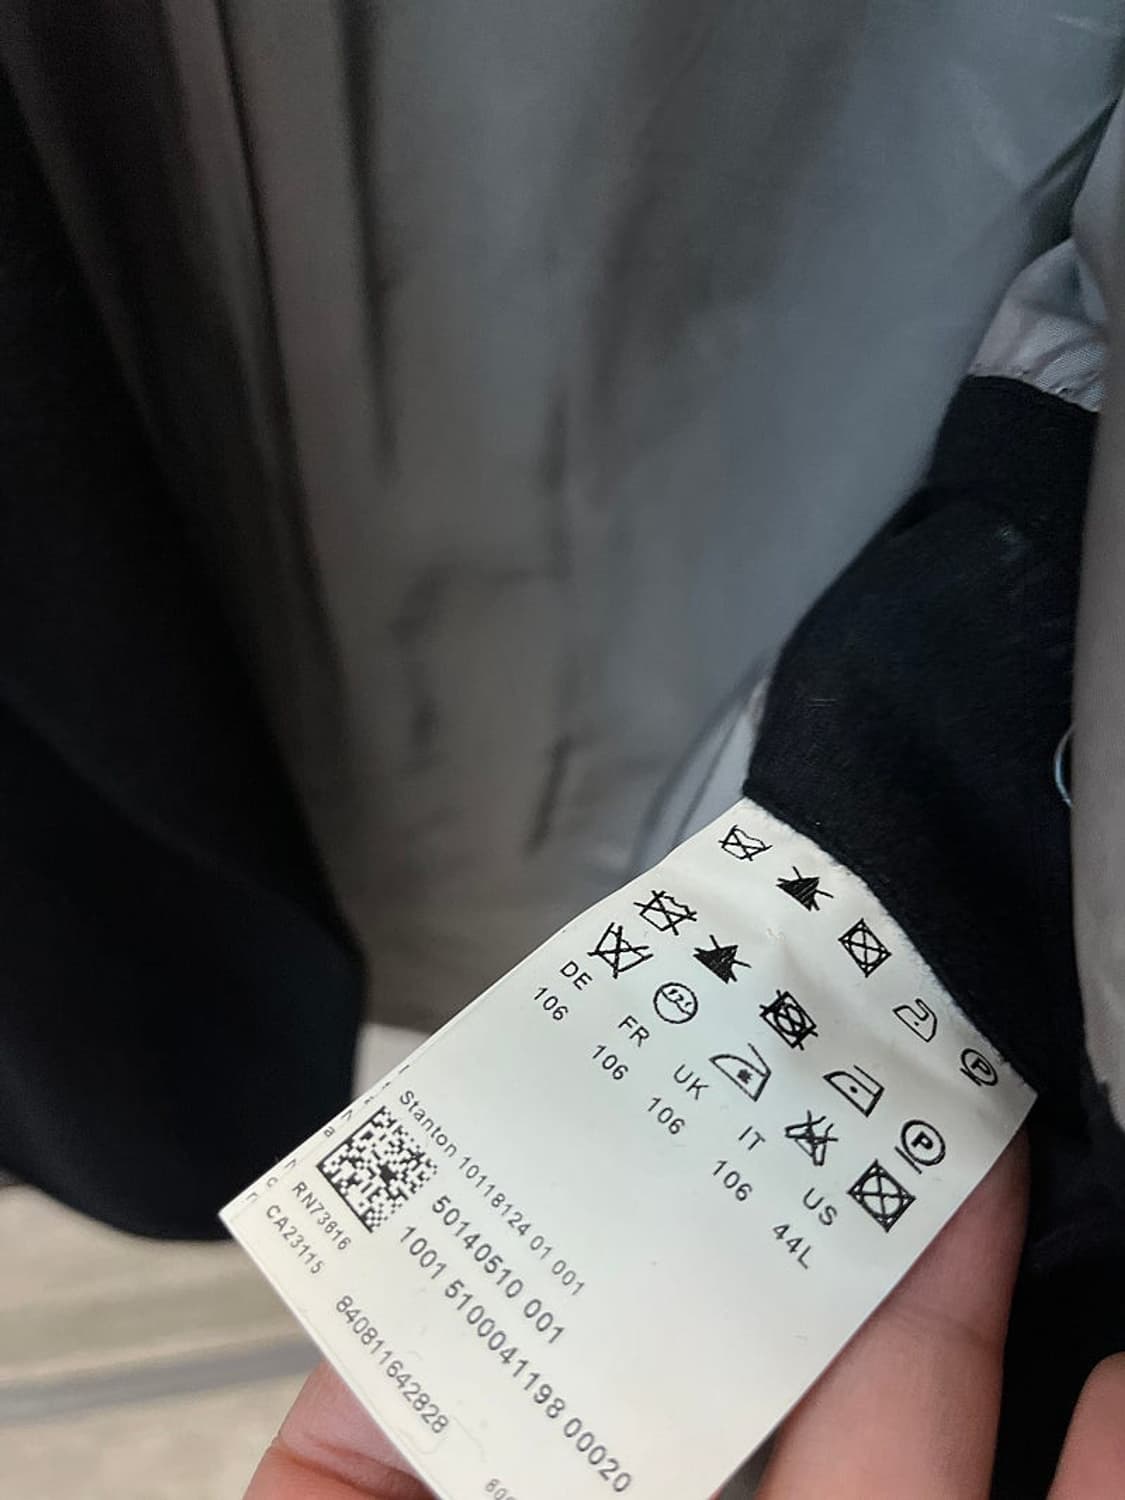 P
P
DE FR UK IT US
106 106 106 106 44L
Stanton 10118124 01 001
50140510 001
1001 5100041198 00020
RN73616
CA23115
840811642828